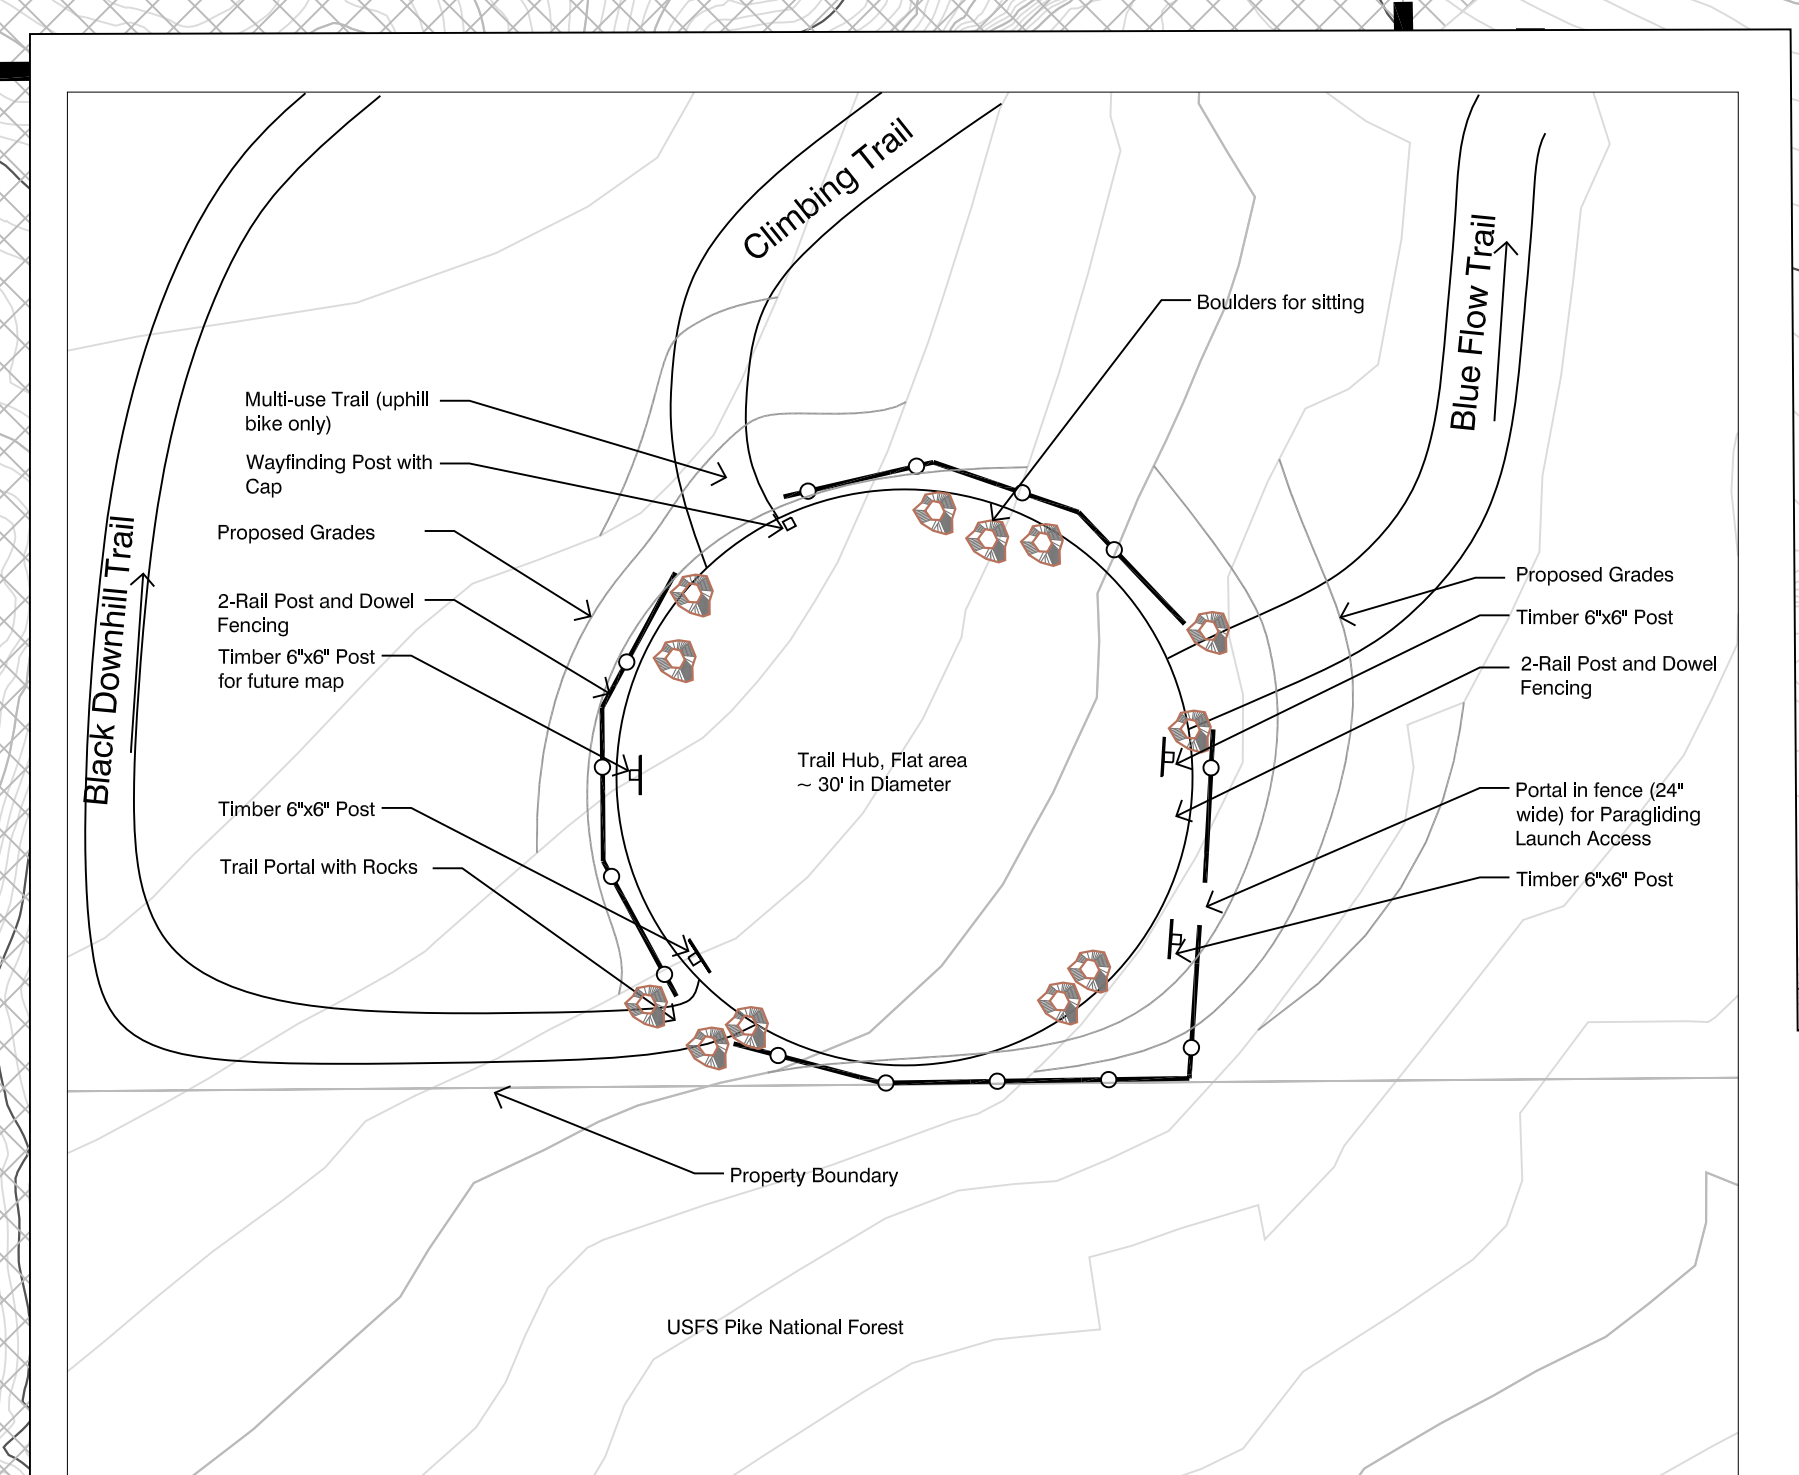 Climbing Trail
Blue Flow Trail
Black Downhill Trail
Boulders for sitting
Multi-use Trail (uphill
bike only)
Wayfinding Post with
Cap
Proposed Grades
2-Rail Post and Dowel
Fencing
Timber 6"x6" Post
for future map
Timber 6"x6" Post
Trail Portal with Rocks
Trail Hub, Flat area
~ 30' in Diameter
Proposed Grades
Timber 6"x6" Post
2-Rail Post and Dowel
Fencing
Portal in fence (24"
wide) for Paragliding
Launch Access
Timber 6"x6" Post
Property Boundary
USFS Pike National Forest